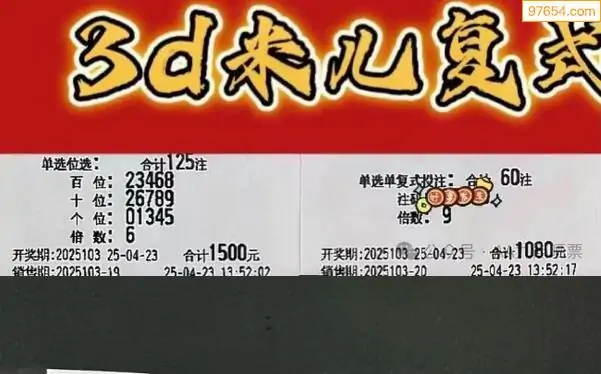 97654.com
3d米儿复式
单选位选: 合计125注
百 位: 23468
十 位: 26789
个 位: 01345
倍 数: 6
开奖期:2025103 25-04-23 合计1500元
销售期:2025103-19 25-04-23 13:52:02
单选单复式投注: 合计 60注
倍数: 9
开奖期:2025103 25-04-23 合计1080元
销售期:2025103-20 25-04-23 13:52:17